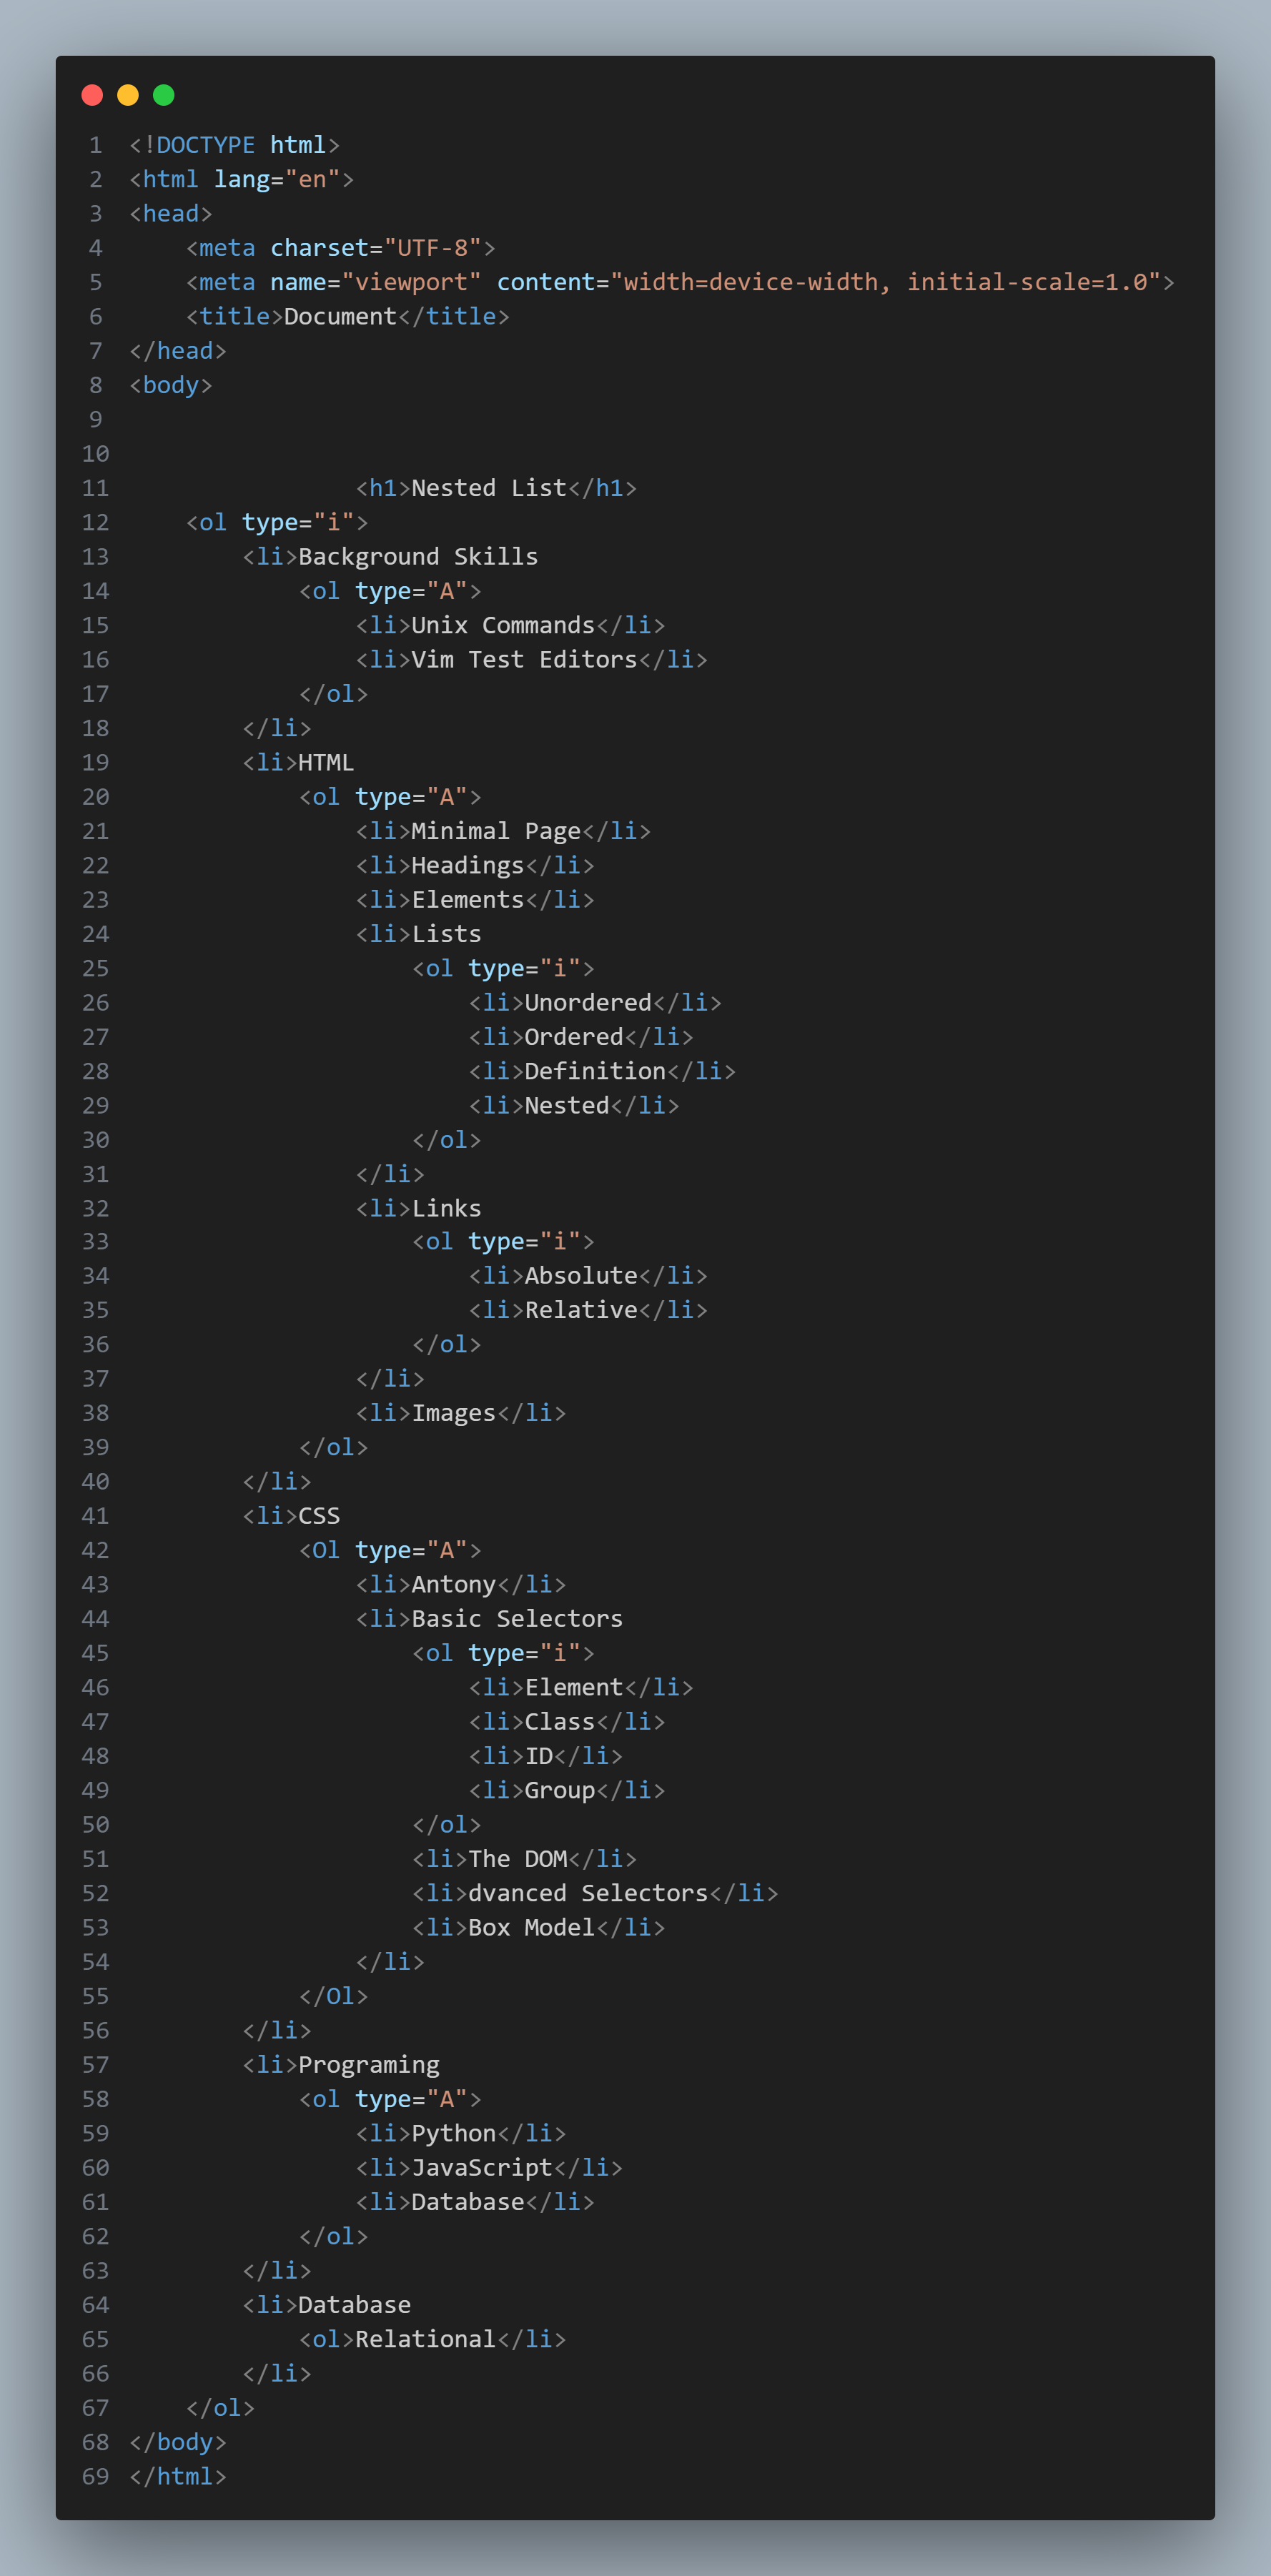 1 <!DOCTYPE html>
2 <html lang="en">
3 <head>
4     <meta charset="UTF-8">
5     <meta name="viewport" content="width=device-width, initial-scale=1.0">
6     <title>Document</title>
7 </head>
8 <body>
9
10
11                 <h1>Nested List</h1>
12     <ol type="i">
13         <li>Background Skills
14             <ol type="A">
15                 <li>Unix Commands</li>
16                 <li>Vim Test Editors</li>
17             </ol>
18         </li>
19         <li>HTML
20             <ol type="A">
21                 <li>Minimal Page</li>
22                 <li>Headings</li>
23                 <li>Elements</li>
24                 <li>Lists
25                     <ol type="i">
26                         <li>Unordered</li>
27                         <li>Ordered</li>
28                         <li>Definition</li>
29                         <li>Nested</li>
30                     </ol>
31                 </li>
32                 <li>Links
33                     <ol type="i">
34                         <li>Absolute</li>
35                         <li>Relative</li>
36                     </ol>
37                 </li>
38                 <li>Images</li>
39             </ol>
40         </li>
41         <li>CSS
42             <Ol type="A">
43                 <li>Antony</li>
44                 <li>Basic Selectors
45                     <ol type="i">
46                         <li>Element</li>
47                         <li>Class</li>
48                         <li>ID</li>
49                         <li>Group</li>
50                     </ol>
51                     <li>The DOM</li>
52                     <li>dvanced Selectors</li>
53                     <li>Box Model</li>
54                 </li>
55             </Ol>
56         </li>
57         <li>Programing
58             <ol type="A">
59                 <li>Python</li>
60                 <li>JavaScript</li>
61                 <li>Database</li>
62             </ol>
63         </li>
64         <li>Database
65             <ol>Relational</li>
66         </li>
67     </ol>
68 </body>
69 </html>